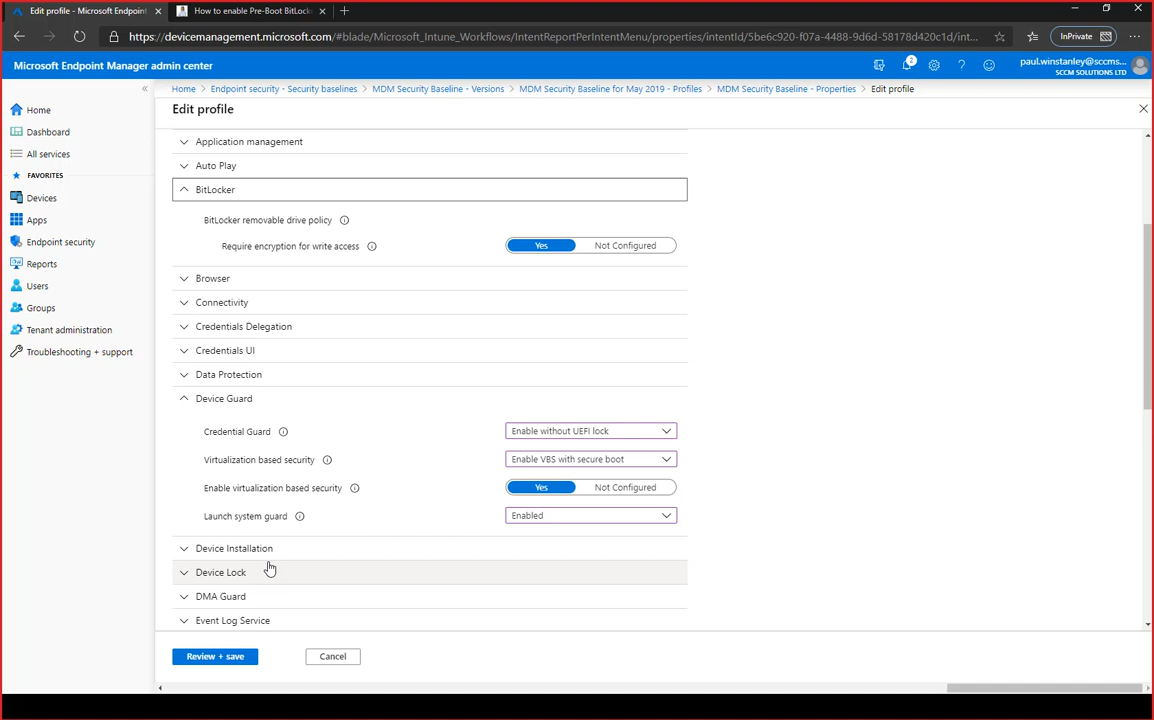 Edit profile - Microsoft Endpoint
How to enable Pre-Boot BitLock
https://devicemanagement.microsoft.com/#blade/Microsoft_Intune_Workflows/IntentReportPerIntentMenu/properties/intentId/5be6c920-f07a-4488-9d6d-58178d420c1d/int...
InPrivate
Microsoft Endpoint Manager admin center
2
paul.winstanley@sccms...
SCCM SOLUTIONS LTD
Home > Endpoint security - Security baselines > MDM Security Baseline - Versions > MDM Security Baseline for May 2019 - Profiles > MDM Security Baseline - Properties > Edit profile
Edit profile
Home
Dashboard
All services
FAVORITES
Devices
Apps
Endpoint security
Reports
Users
Groups
Tenant administration
Troubleshooting + support
Application management
Auto Play
BitLocker
BitLocker removable drive policy
Require encryption for write access Yes Not Configured
Browser
Connectivity
Credentials Delegation
Credentials UI
Data Protection
Device Guard
Credential Guard Enable without UEFI lock
Virtualization based security Enable VBS with secure boot
Enable virtualization based security Yes Not Configured
Launch system guard Enabled
Device Installation
Device Lock
DMA Guard
Event Log Service
Review + save Cancel